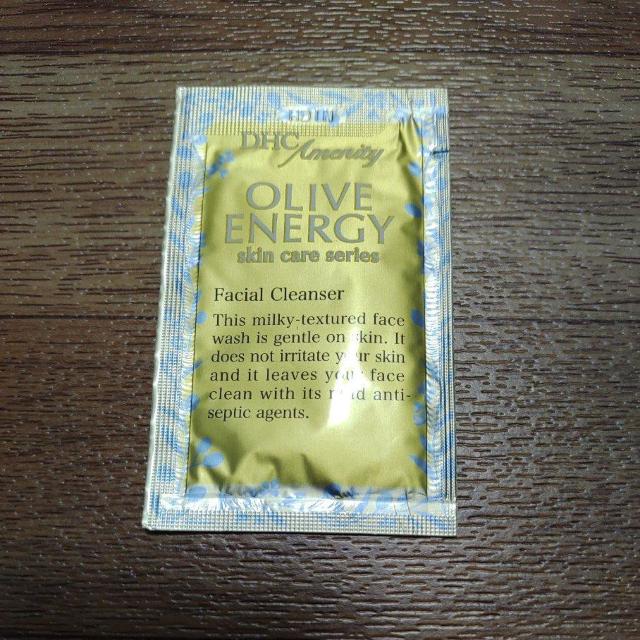 DHC Amenity
OLIVE
ENERGY
skin care series
Facial Cleanser
This milky-textured face
wash is gentle on skin. It
does not irritate your skin
and it leaves your face
clean with its mild anti-
septic agents.